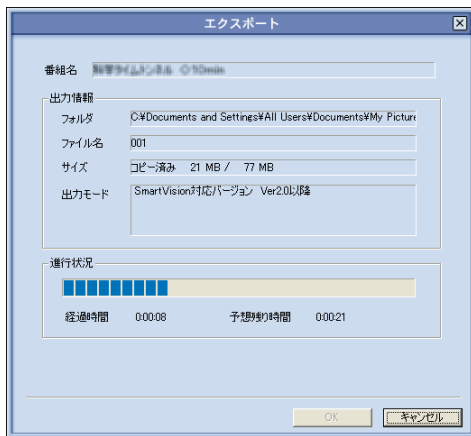 エクスポート
番組名
出力情報
フォルダ C:¥Documents and Settings¥All Users¥Documents¥My Picture
ファイル名 001
サイズ コピー済み 21 MB / 77 MB
出力モード SmartVision対応バージョン Ver2.0以降
進行状況
経過時間 0:00:08 予想残り時間 0:00:21
OK キャンセル